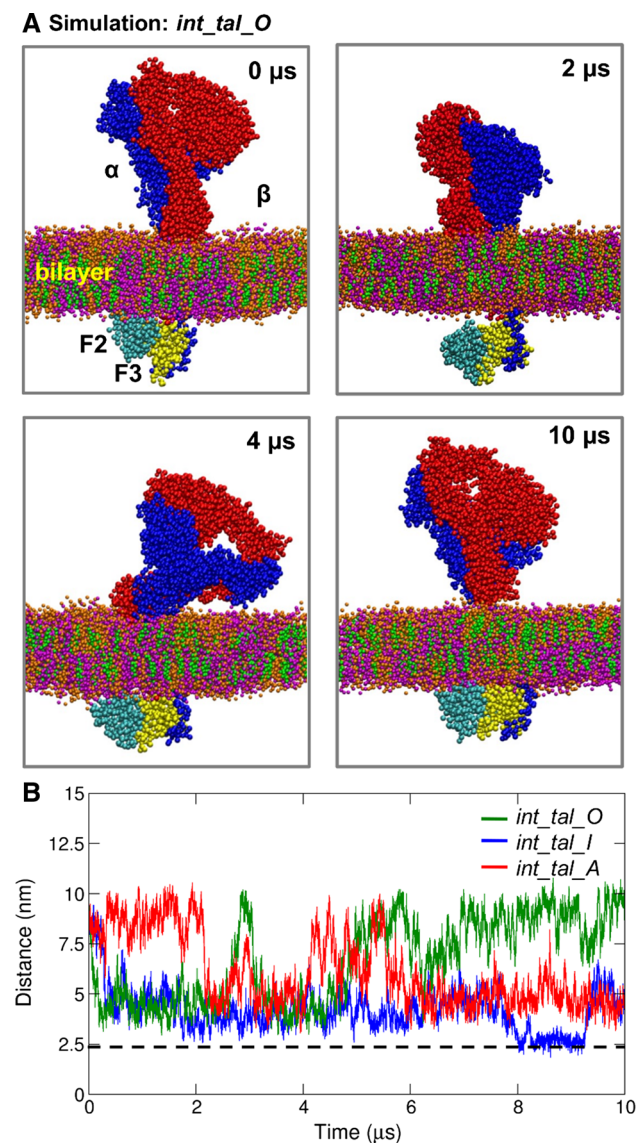 A Simulation: int_tal_O
0 µs
2 µs
α
β
bilayer
F2
F3
4 µs
10 µs
B
15
12.5
10
7.5
5
2.5
0
Distance (nm)
int_tal_O
int_tal_I
int_tal_A
0 2 4 6 8 10
Time (µs)